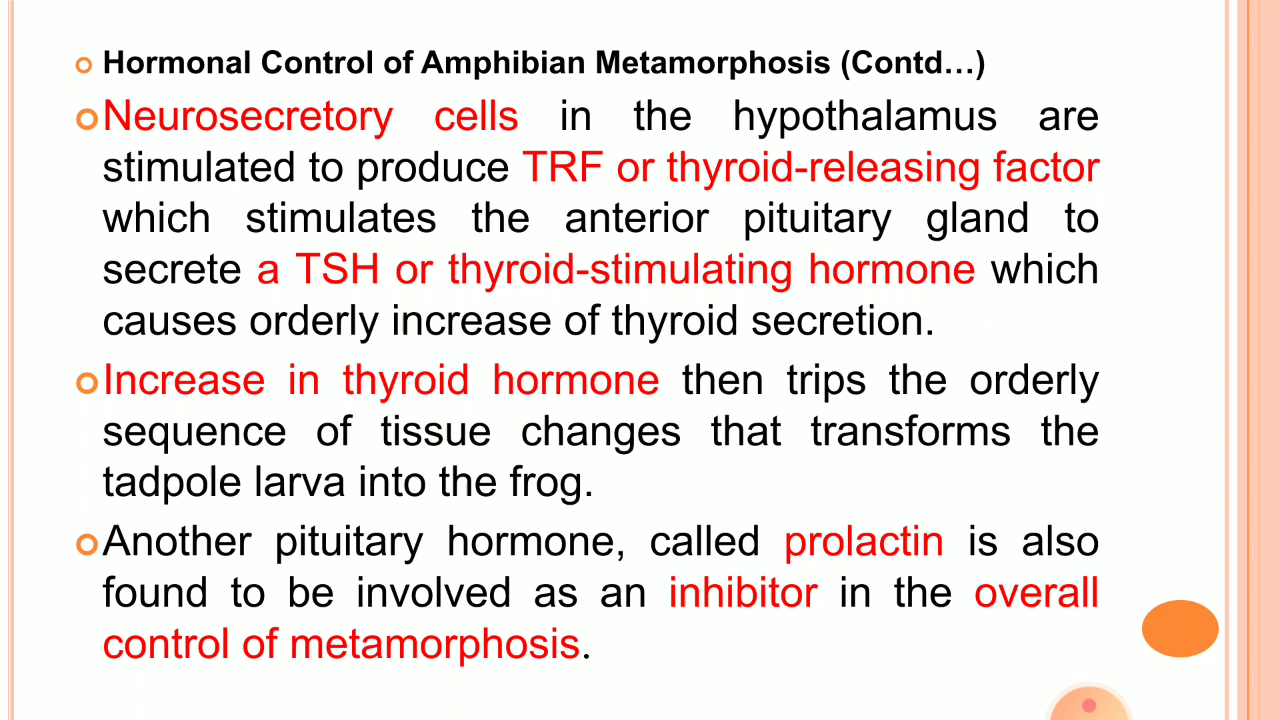 Hormonal Control of Amphibian Metamorphosis (Contd…)
Neurosecretory cells in the hypothalamus are
stimulated to produce TRF or thyroid-releasing factor
which stimulates the anterior pituitary gland to
secrete a TSH or thyroid-stimulating hormone which
causes orderly increase of thyroid secretion.
Increase in thyroid hormone then trips the orderly
sequence of tissue changes that transforms the
tadpole larva into the frog.
Another pituitary hormone, called prolactin is also
found to be involved as an inhibitor in the overall
control of metamorphosis.